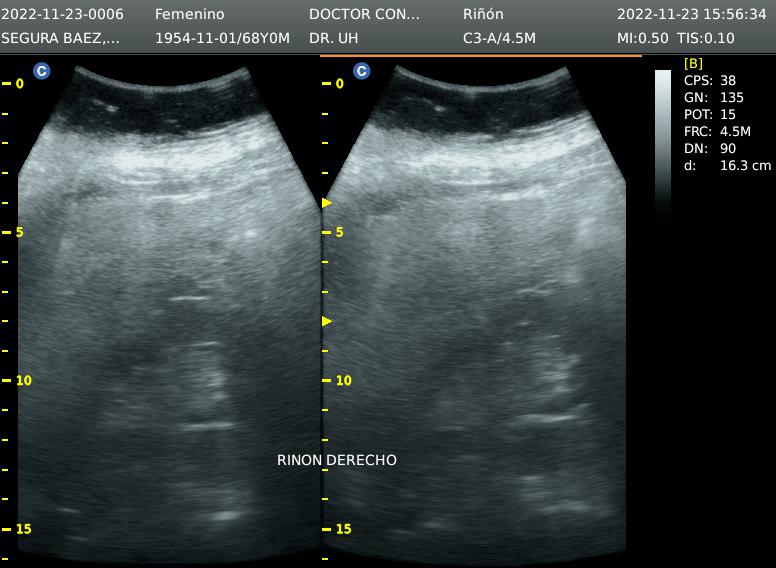 2022-11-23-0006 Femenino DOCTOR CON... Riñón 2022-11-23 15:56:34
SEGURA BAEZ,... 1954-11-01/68Y0M DR. UH C3-A/4.5M MI:0.50 TIS:0.10
C C
[B]
CPS: 38
GN: 135
POT: 15
FRC: 4.5M
DN: 90
d: 16.3 cm
0 0
5 5
10 10
RINON DERECHO
15 15